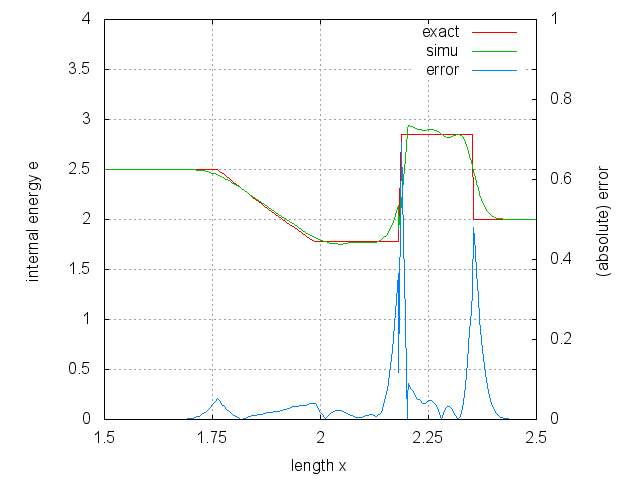 4
3.5
3
2.5
2
1.5
1
0.5
0
internal energy e
exact
simu
error
1
0.8
0.6
0.4
0.2
0
(absolute) error
1.5 1.75 2 2.25 2.5
length x